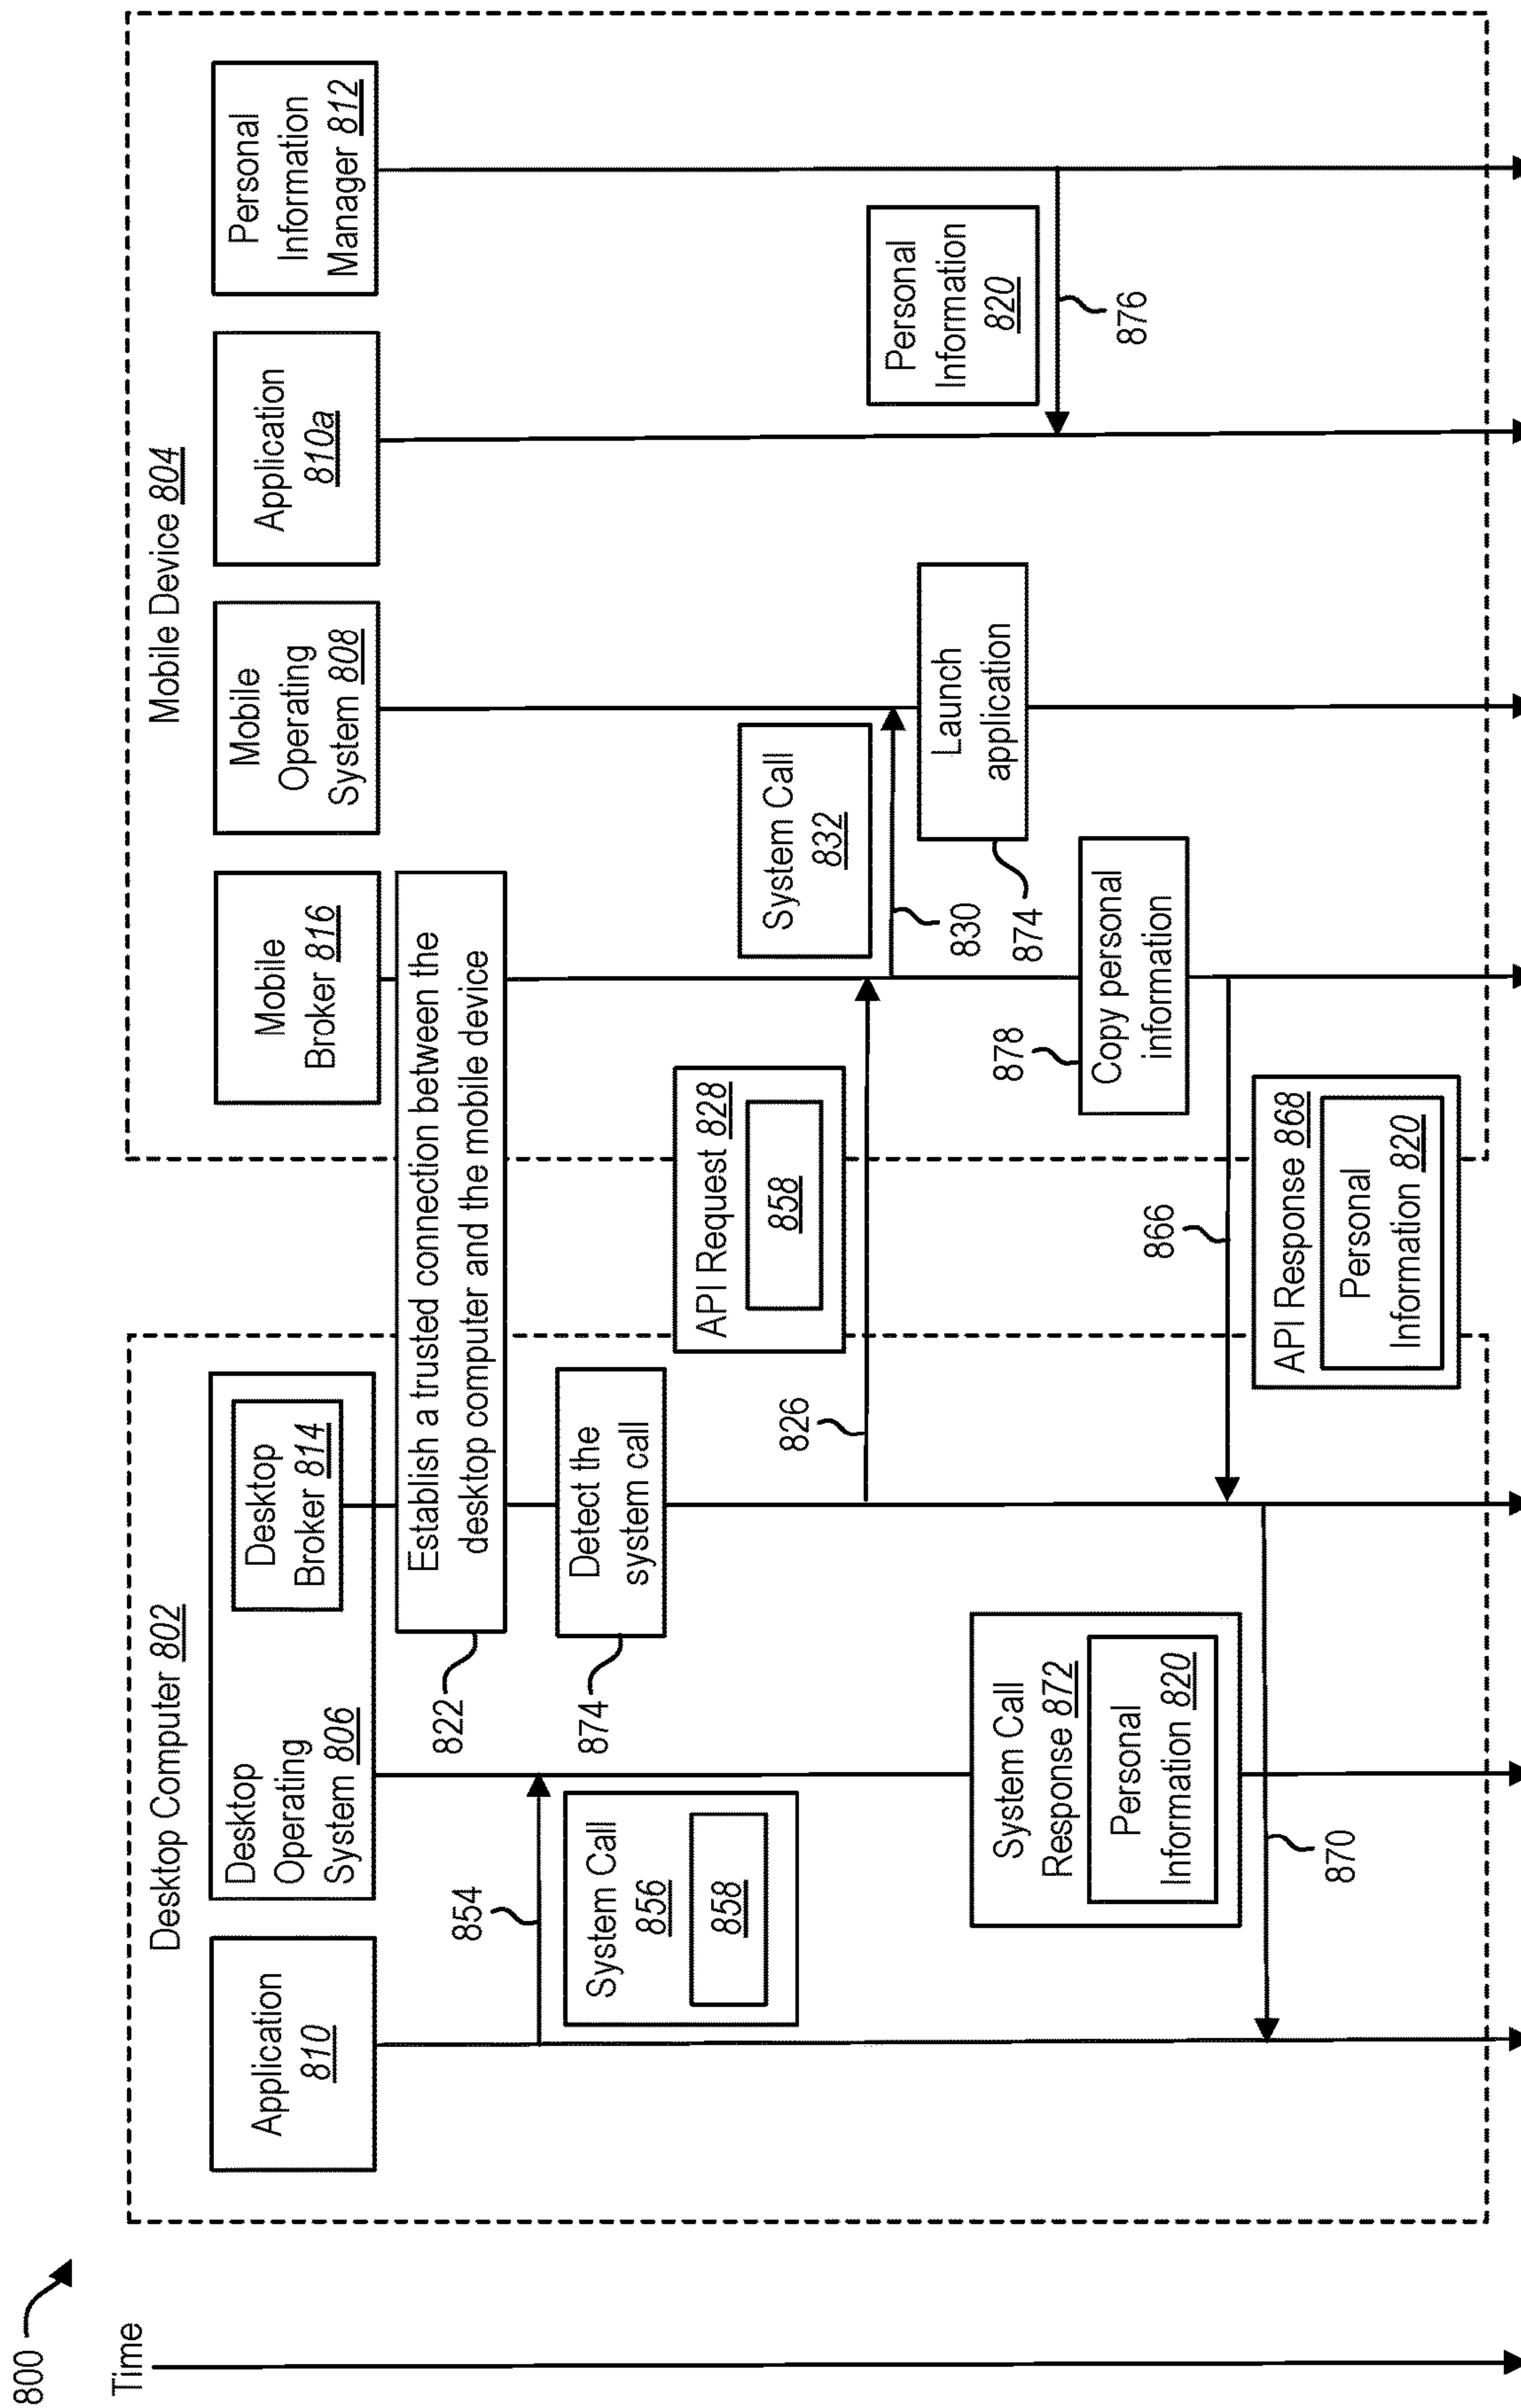 800
Time
Desktop Computer 802
Mobile Device 804
Application
810
Desktop
Operating
System 806
Desktop
Broker 814
Mobile
Broker 816
Mobile
Operating
System 808
Application
810a
Personal
Information
Manager 812
822
Establish a trusted connection between the
desktop computer and the mobile device
854
System Call
856
858
874
Detect the
system call
API Request 828
858
826
System Call
832
830
Launch
application
874
Personal
Information
820
876
878
Copy personal
information
866
API Response 868
Personal
Information 820
System Call
Response 872
Personal
Information 820
870